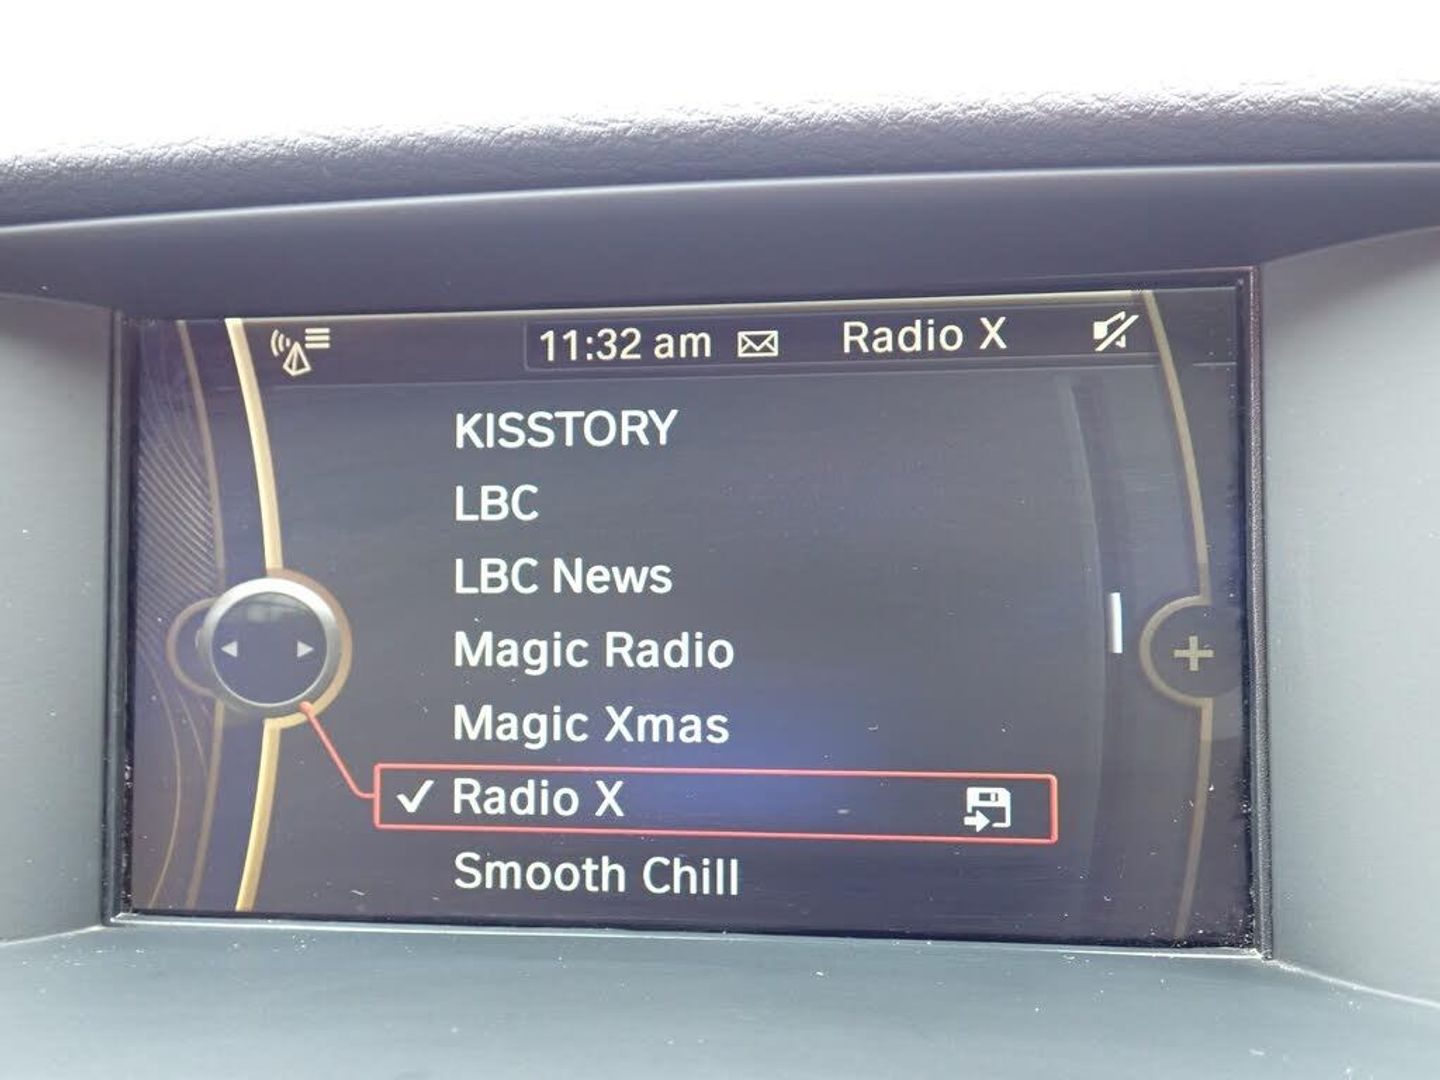 11:32 am Radio X
KISSTORY
LBC
LBC News
Magic Radio
Magic Xmas
Radio X
Smooth Chill